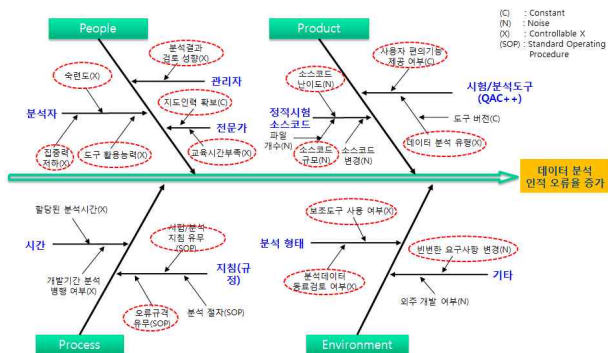 People
Product
(C) : Constant
(N) : Noise
(X) : Controllable X
(SOP) : Standard Operating
Procedure
분석결과
검토 성향(X)
숙련도(X)
관리자
분석자
지도인력 확보(C)
전문가
집중력
저하(X)
도구 활용능력(X)
교육시간부족(X)
사용자 편의기능
제공 여부(C)
소스코드
난이도(N)
시험/분석도구
(QAC++)
정적시험
소스코드
도구 버전(C)
파일
개수(N)
소스코드
규모(N)
소스코드
변경(N)
데이터 분석 유형(X)
데이터 분석
인적 오류율 증가
할당된 분석시간(X)
시험/분석
지침 유무
(SOP)
시간
지침(규
정)
개발기간 분석
병행 여부(X)
오류규격
유무(SOP)
분석 절차(SOP)
보조도구 사용 여부(X)
분석 형태
빈번한 요구사항 변경(N)
기타
분석데이터
동료검토 여부(X)
외주 개발 여부(N)
Process
Environment